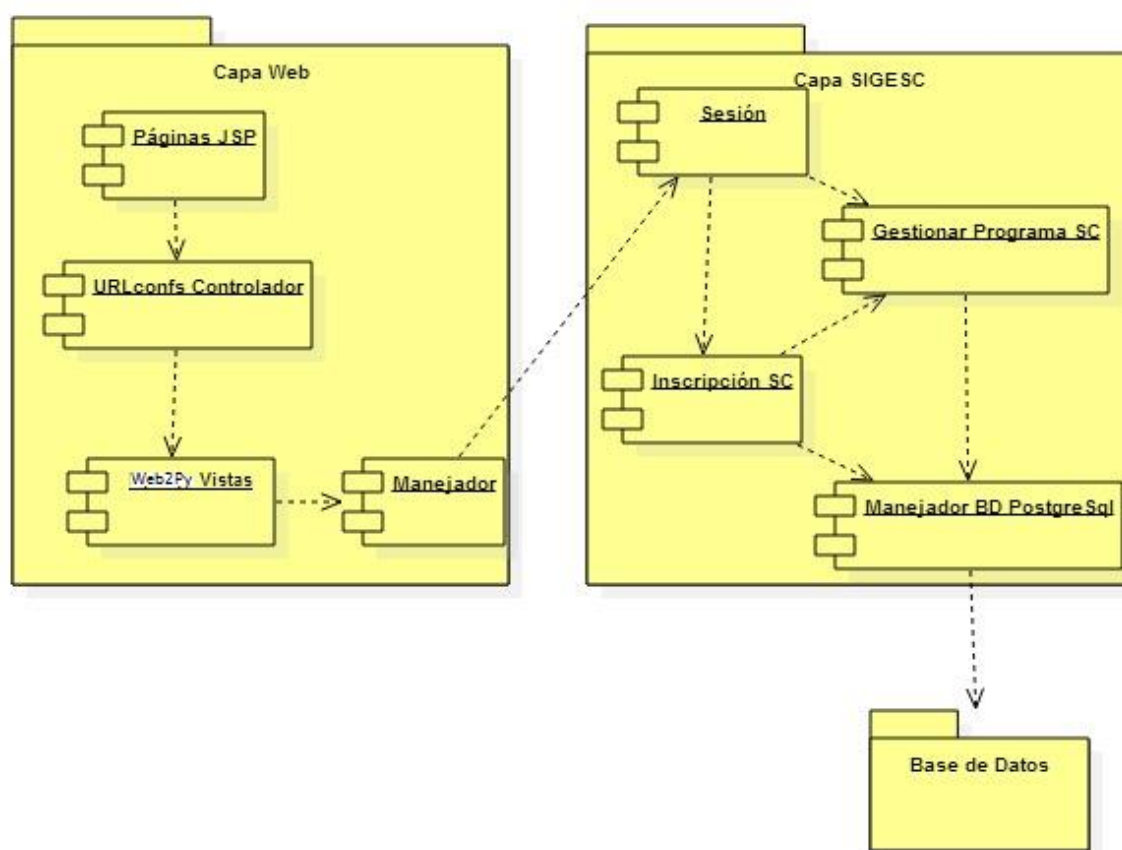 Capa Web
Páginas JSP
URLconfs Controlador
Web2Py Vistas
Manejador
Capa SIGESC
Sesión
Gestionar Programa SC
Inscripción SC
Manejador BD PostgreSql
Base de Datos